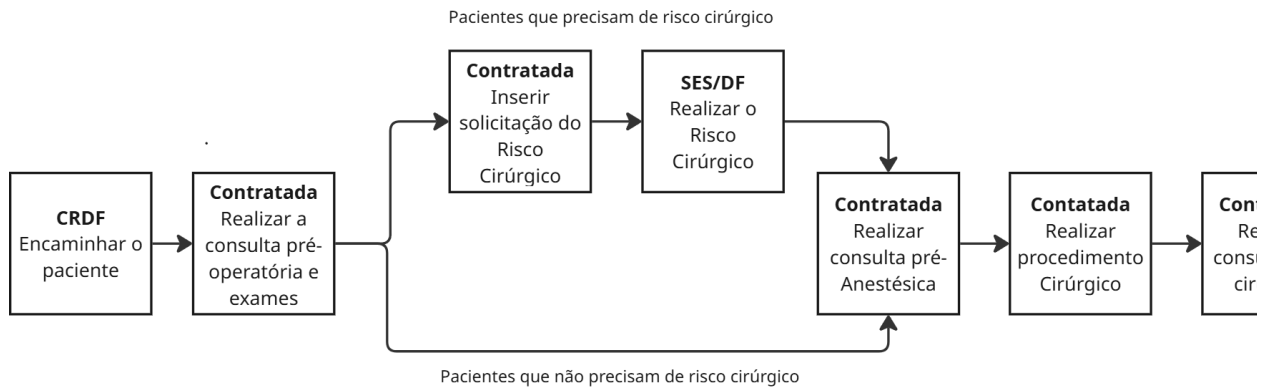 Pacientes que precisam de risco cirúrgico
Contratada
Inserir
solicitação do
Risco
Cirúrgico
SES/DF
Realizar o
Risco
Cirúrgico
CRDF
Encaminhar o
paciente
Contratada
Realizar a
consulta pré-
operatória e
exames
Contratada
Realizar
consulta pré-
Anestésica
Contatada
Realizar
procedimento
Cirúrgico
Pacientes que não precisam de risco cirúrgico